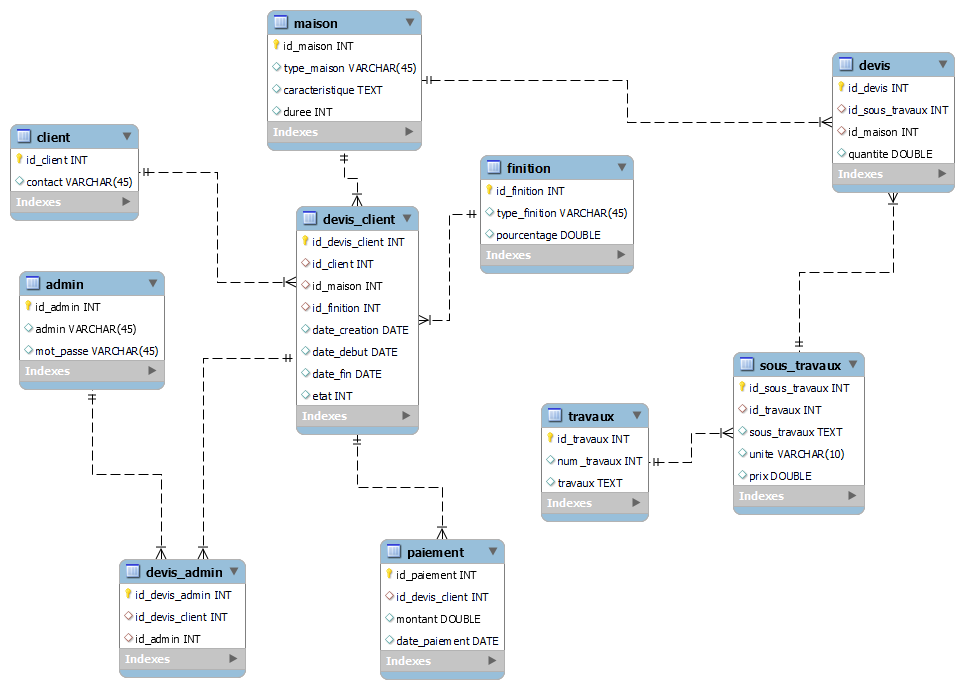 maison
id_maison INT
type_maison VARCHAR(45)
caracteristique TEXT
duree INT
Indexes
devis
id_devis INT
id_sous_travaux INT
id_maison INT
quantite DOUBLE
Indexes
client
id_client INT
contact VARCHAR(45)
Indexes
finition
id_finition INT
type_finition VARCHAR(45)
pourcentage DOUBLE
Indexes
devis_client
id_devis_client INT
id_client INT
id_maison INT
id_finition INT
date_creation DATE
date_debut DATE
date_fin DATE
etat INT
Indexes
admin
id_admin INT
admin VARCHAR(45)
mot_passe VARCHAR(45)
Indexes
sous_travaux
id_sous_travaux INT
id_travaux INT
sous_travaux TEXT
unite VARCHAR(10)
prix DOUBLE
Indexes
travaux
id_travaux INT
num_travaux INT
travaux TEXT
Indexes
devis_admin
id_devis_admin INT
id_devis_client INT
id_admin INT
Indexes
paiement
id_paiement INT
id_devis_client INT
montant DOUBLE
date_paiement DATE
Indexes